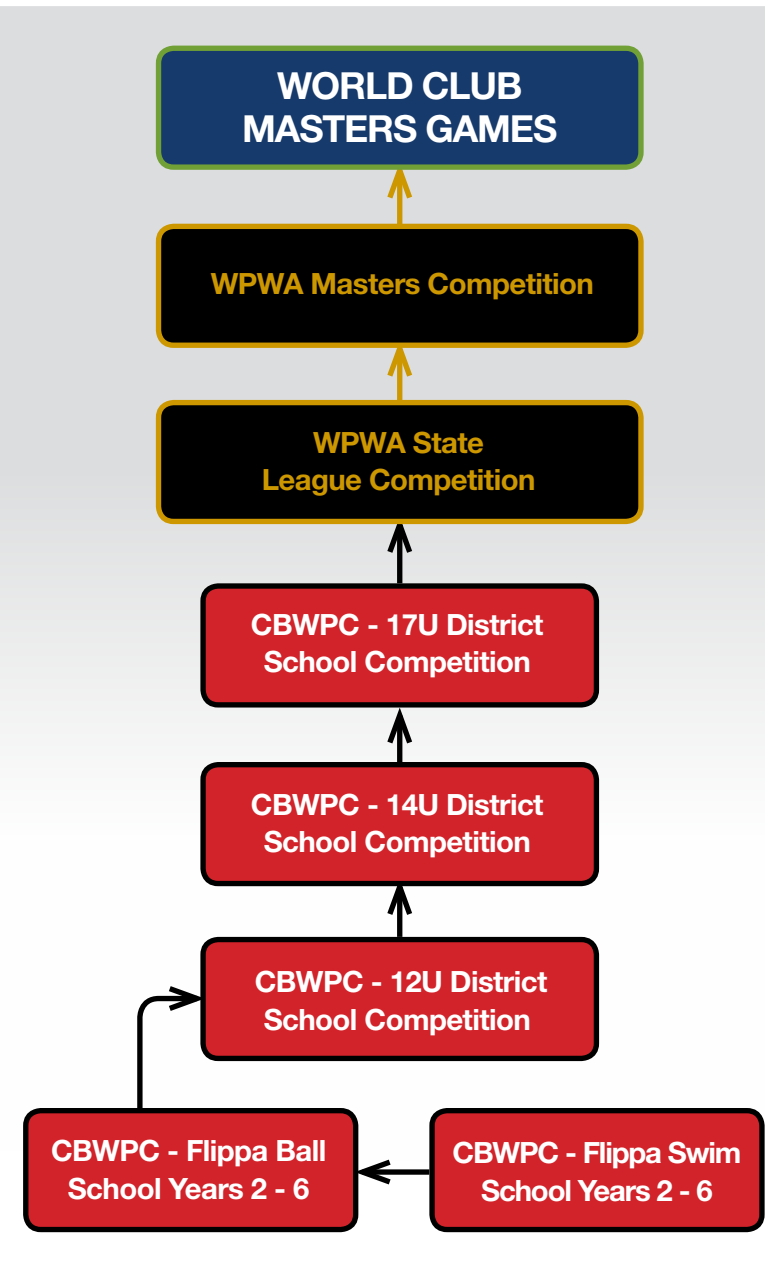 WORLD CLUB
MASTERS GAMES
WPWA Masters Competition
WPWA State
League Competition
CBWPC - 17U District
School Competition
CBWPC - 14U District
School Competition
CBWPC - 12U District
School Competition
CBWPC - Flippa Ball
School Years 2 - 6
CBWPC - Flippa Swim
School Years 2 - 6